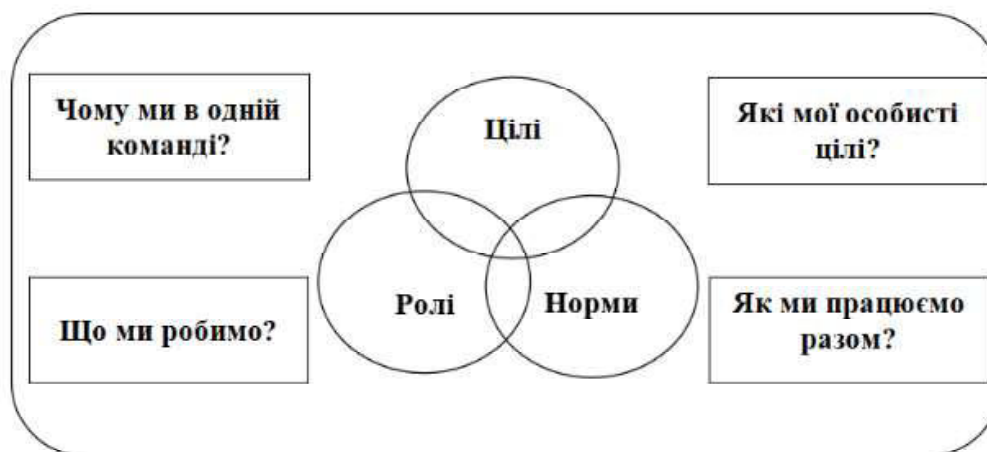 Чому ми в одній
команді?
Цілі
Які мої особисті
цілі?
Що ми робимо?
Ролі
Норми
Як ми працюємо
разом?